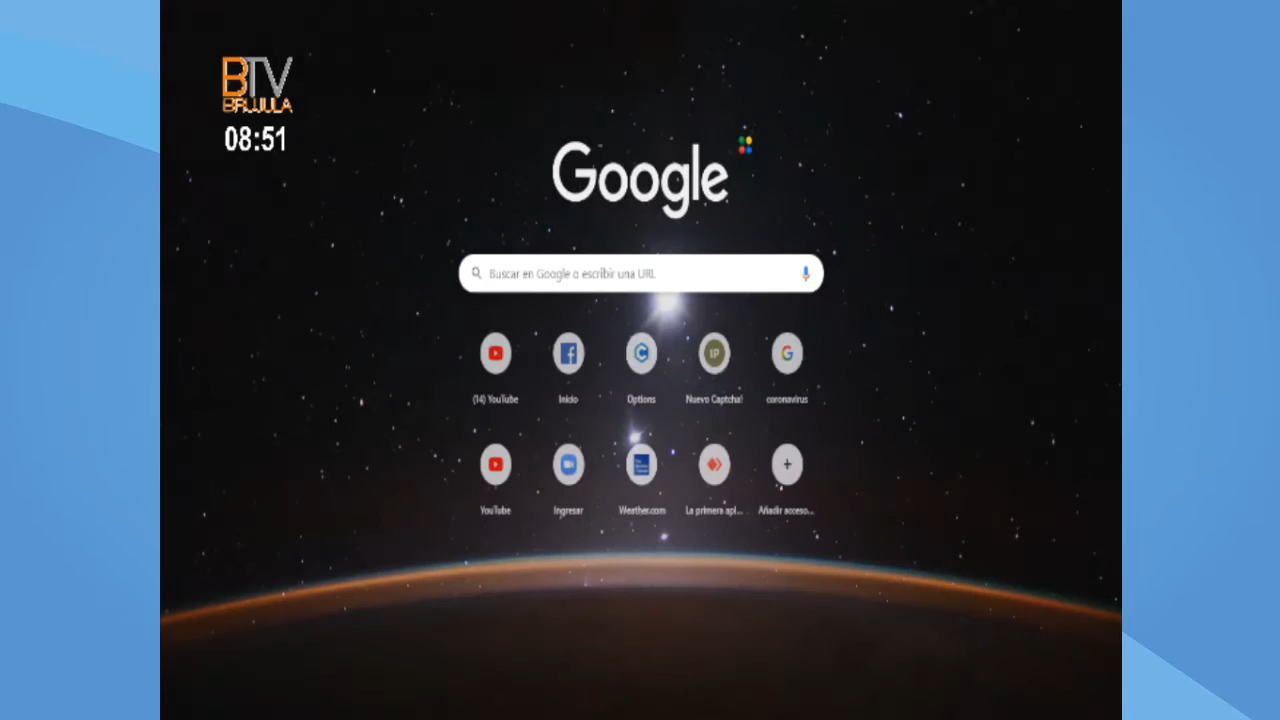 BTV
BRUJULA
08:51
Google
Buscar en Google o escribir una URL
(14) YouTube
Inicio
Options
IP
Nuevo Captcha!
coronavirus
YouTube
Ingresar
Weather.com
La primera apl...
Añadir acceso...